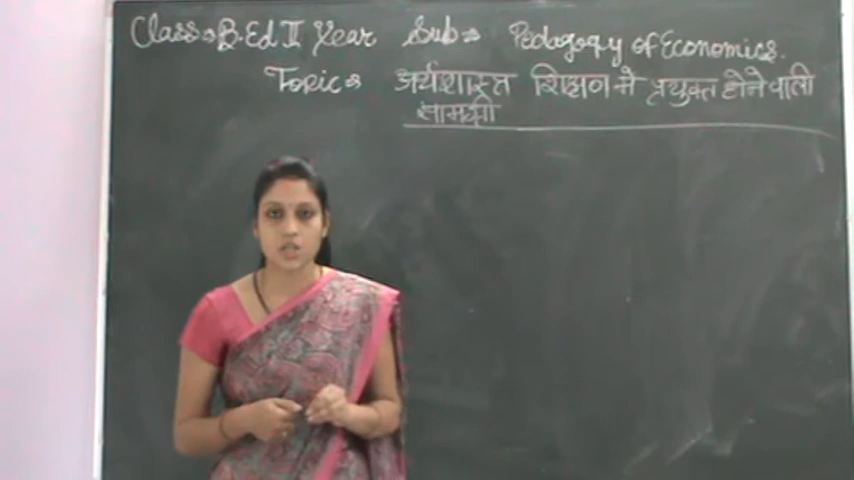 Class⇒B.Ed II Year Sub⇒ Pedagogy of Economics.
Topic⇒ अर्थशास्त्र शिक्षण मे प्रयुक्त होने वाली
सामग्री